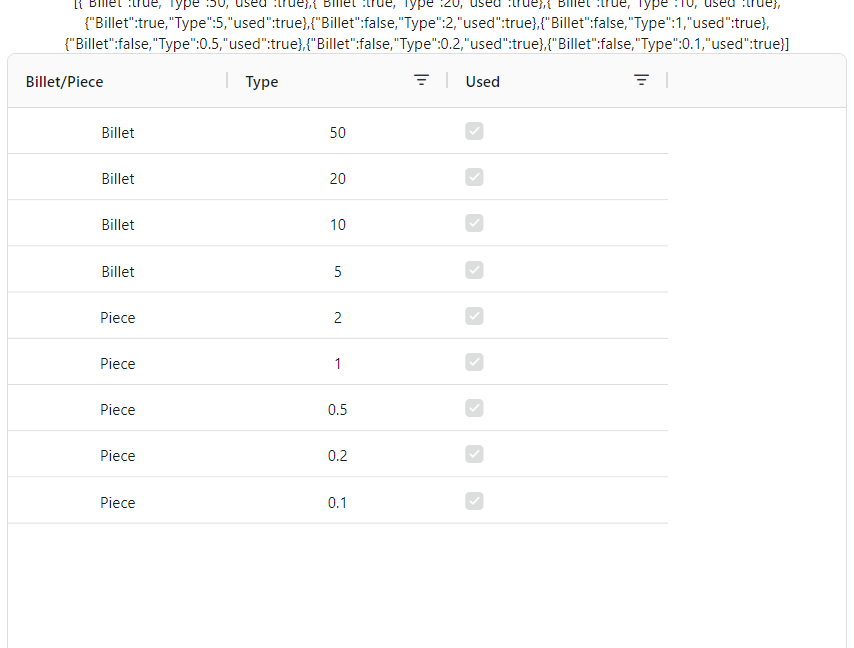 [{"Billet":true,"Type":50,"used":true},{"Billet":true,"Type":20,"used":true},{"Billet":true,"Type":10,"used":true},
{"Billet":true,"Type":5,"used":true},{"Billet":false,"Type":2,"used":true},{"Billet":false,"Type":1,"used":true},
{"Billet":false,"Type":0.5,"used":true},{"Billet":false,"Type":0.2,"used":true},{"Billet":false,"Type":0.1,"used":true}]
Billet/Piece Type Used
Billet 50
Billet 20
Billet 10
Billet 5
Piece 2
Piece 1
Piece 0.5
Piece 0.2
Piece 0.1